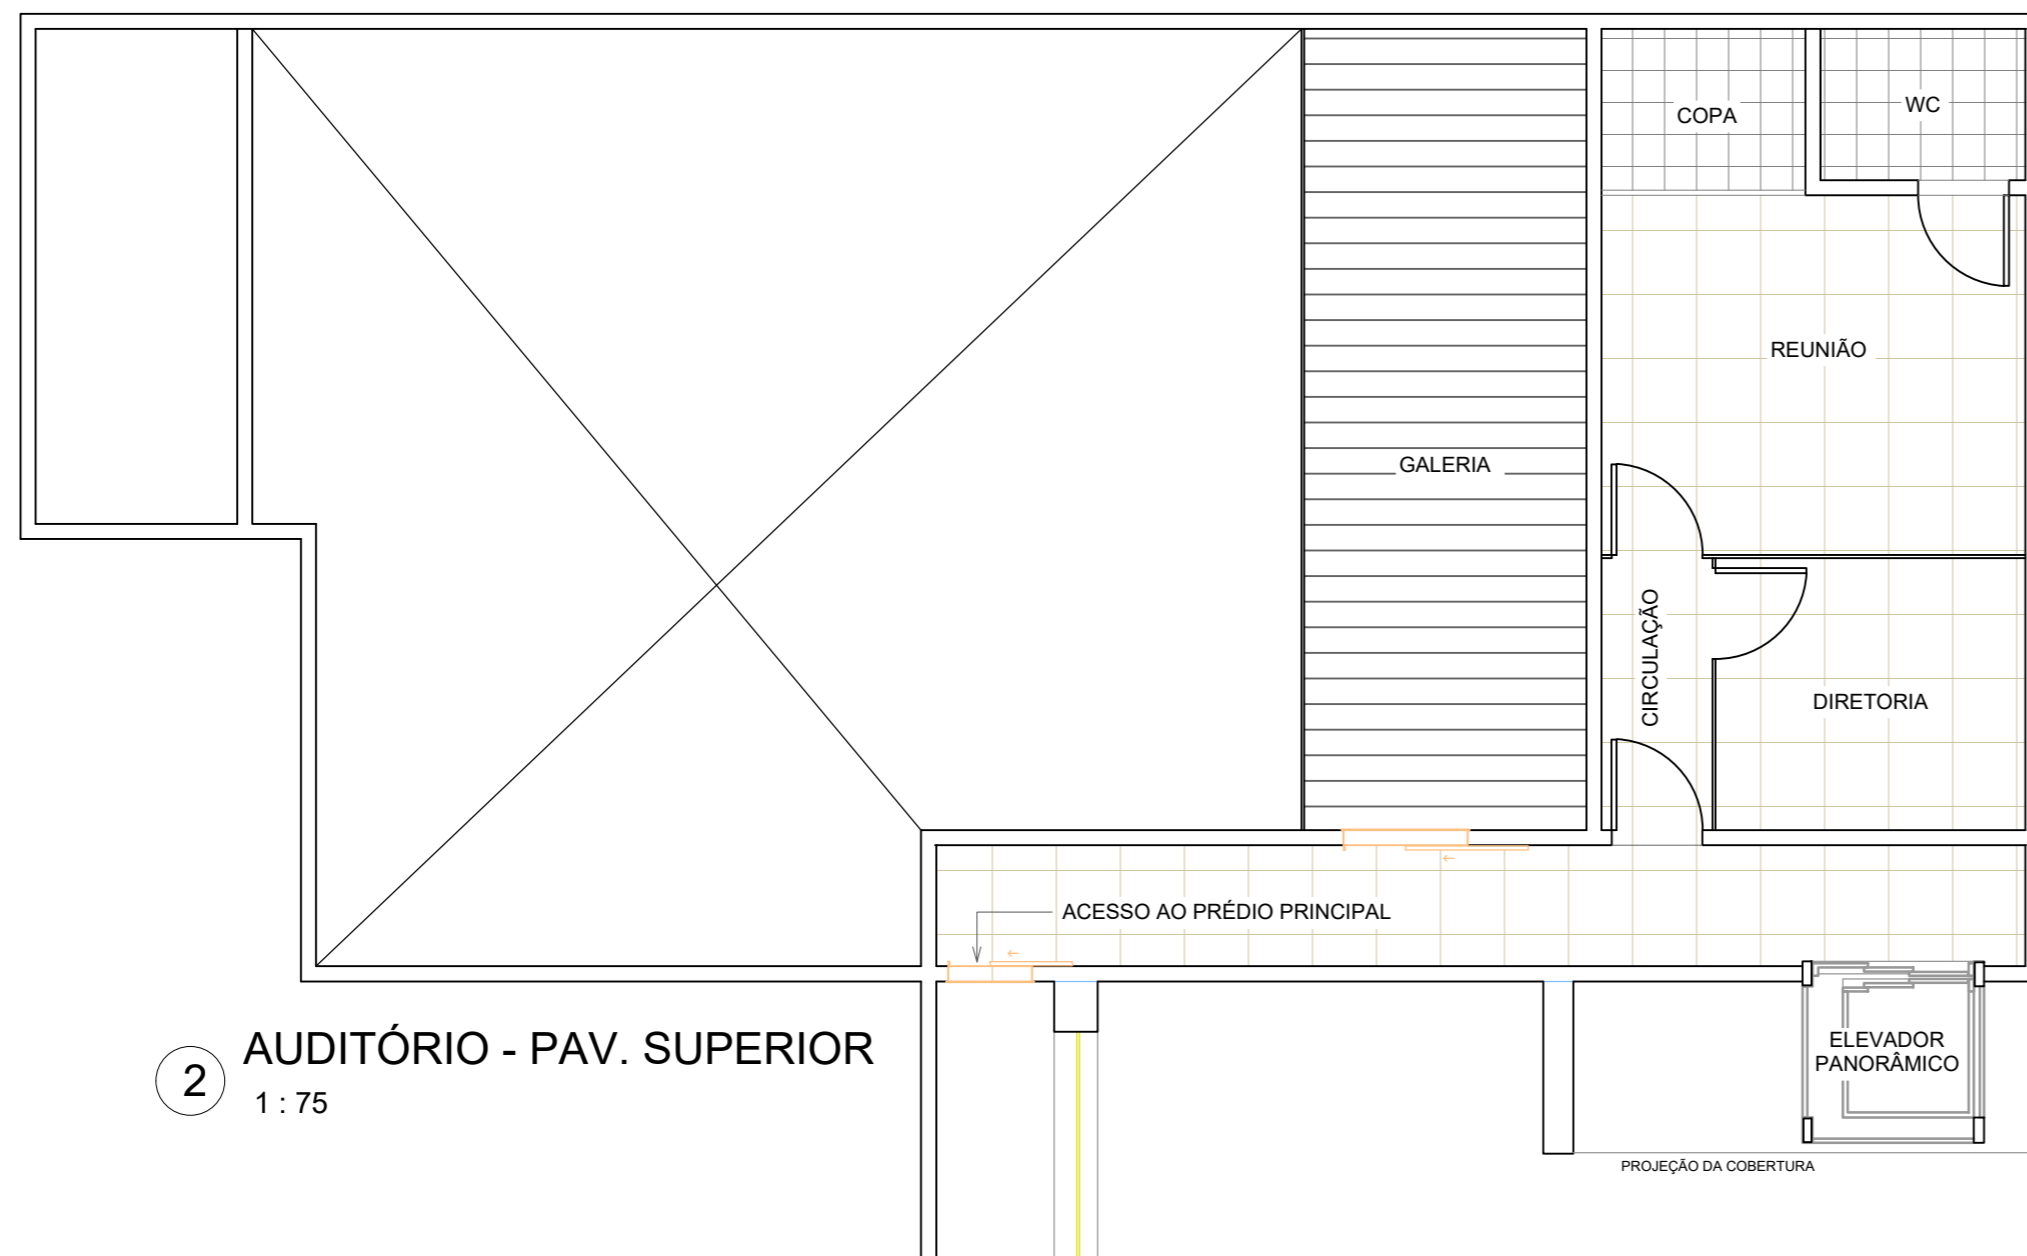 COPA
WC
REUNIÃO
GALERIA
CIRCULAÇÃO
DIRETORIA
ACESSO AO PRÉDIO PRINCIPAL
2
AUDITÓRIO - PAV. SUPERIOR
1 : 75
ELEVADOR
PANORÂMICO
PROJEÇÃO DA COBERTURA